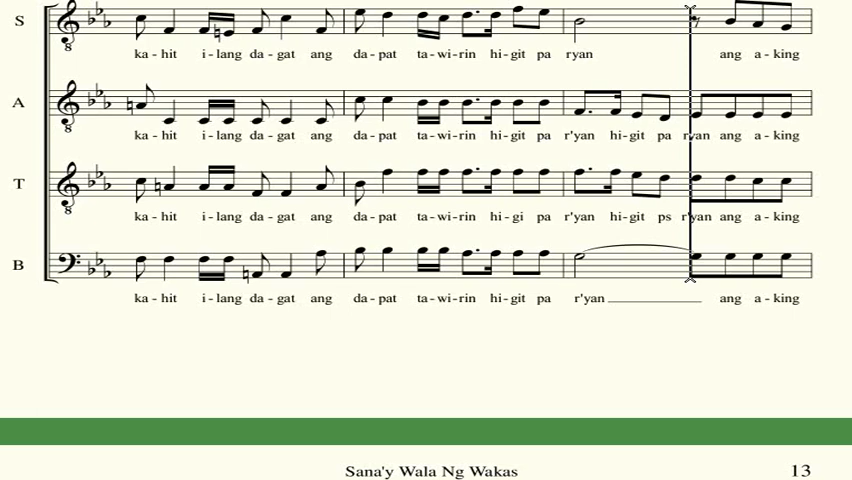 S
ka - hit i - lang da - gat ang da - pat ta - wi - rin hi - git pa ryan ang a - king
A
ka - hit i - lang da - gat ang da - pat ta - wi - rin hi - git pa r'yan hi - git pa ryan ang a - king
T
ka - hit i - lang da - gat ang da - pat ta - wi - rin hi - gi pa r'yan hi - git ps r'yan ang a - king
B
ka - hit i - lang da - gat ang da - pat ta - wi - rin hi - git pa r'yan ang a - king
Sana'y Wala Ng Wakas 13